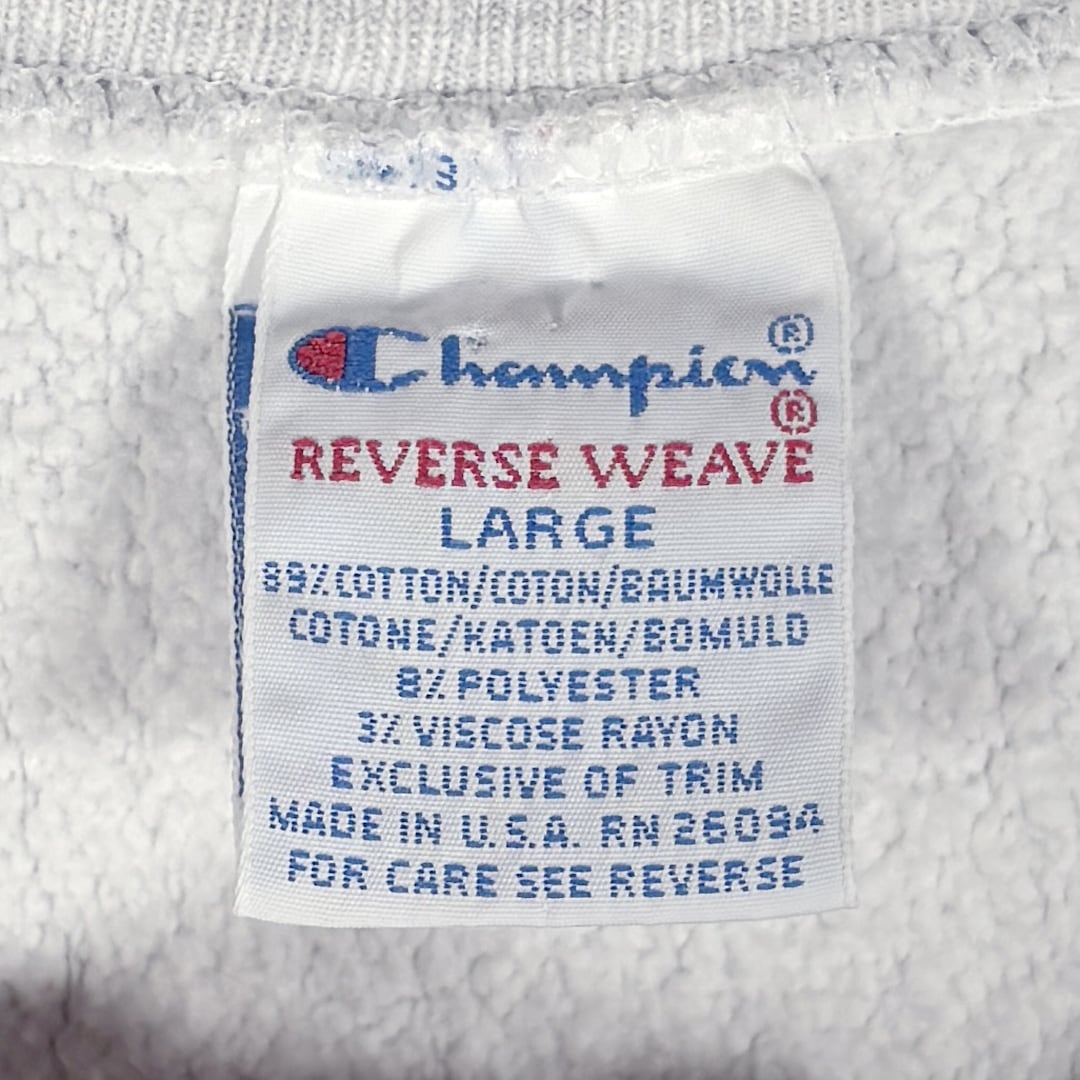 3
Champion®
®
REVERSE WEAVE
LARGE
89% COTTON/COTON/BAUMWOLLE
COTONE/KATOEN/BOMULD
8% POLYESTER
3% VISCOSE RAYON
EXCLUSIVE OF TRIM
MADE IN U.S.A. RN 26094
FOR CARE SEE REVERSE